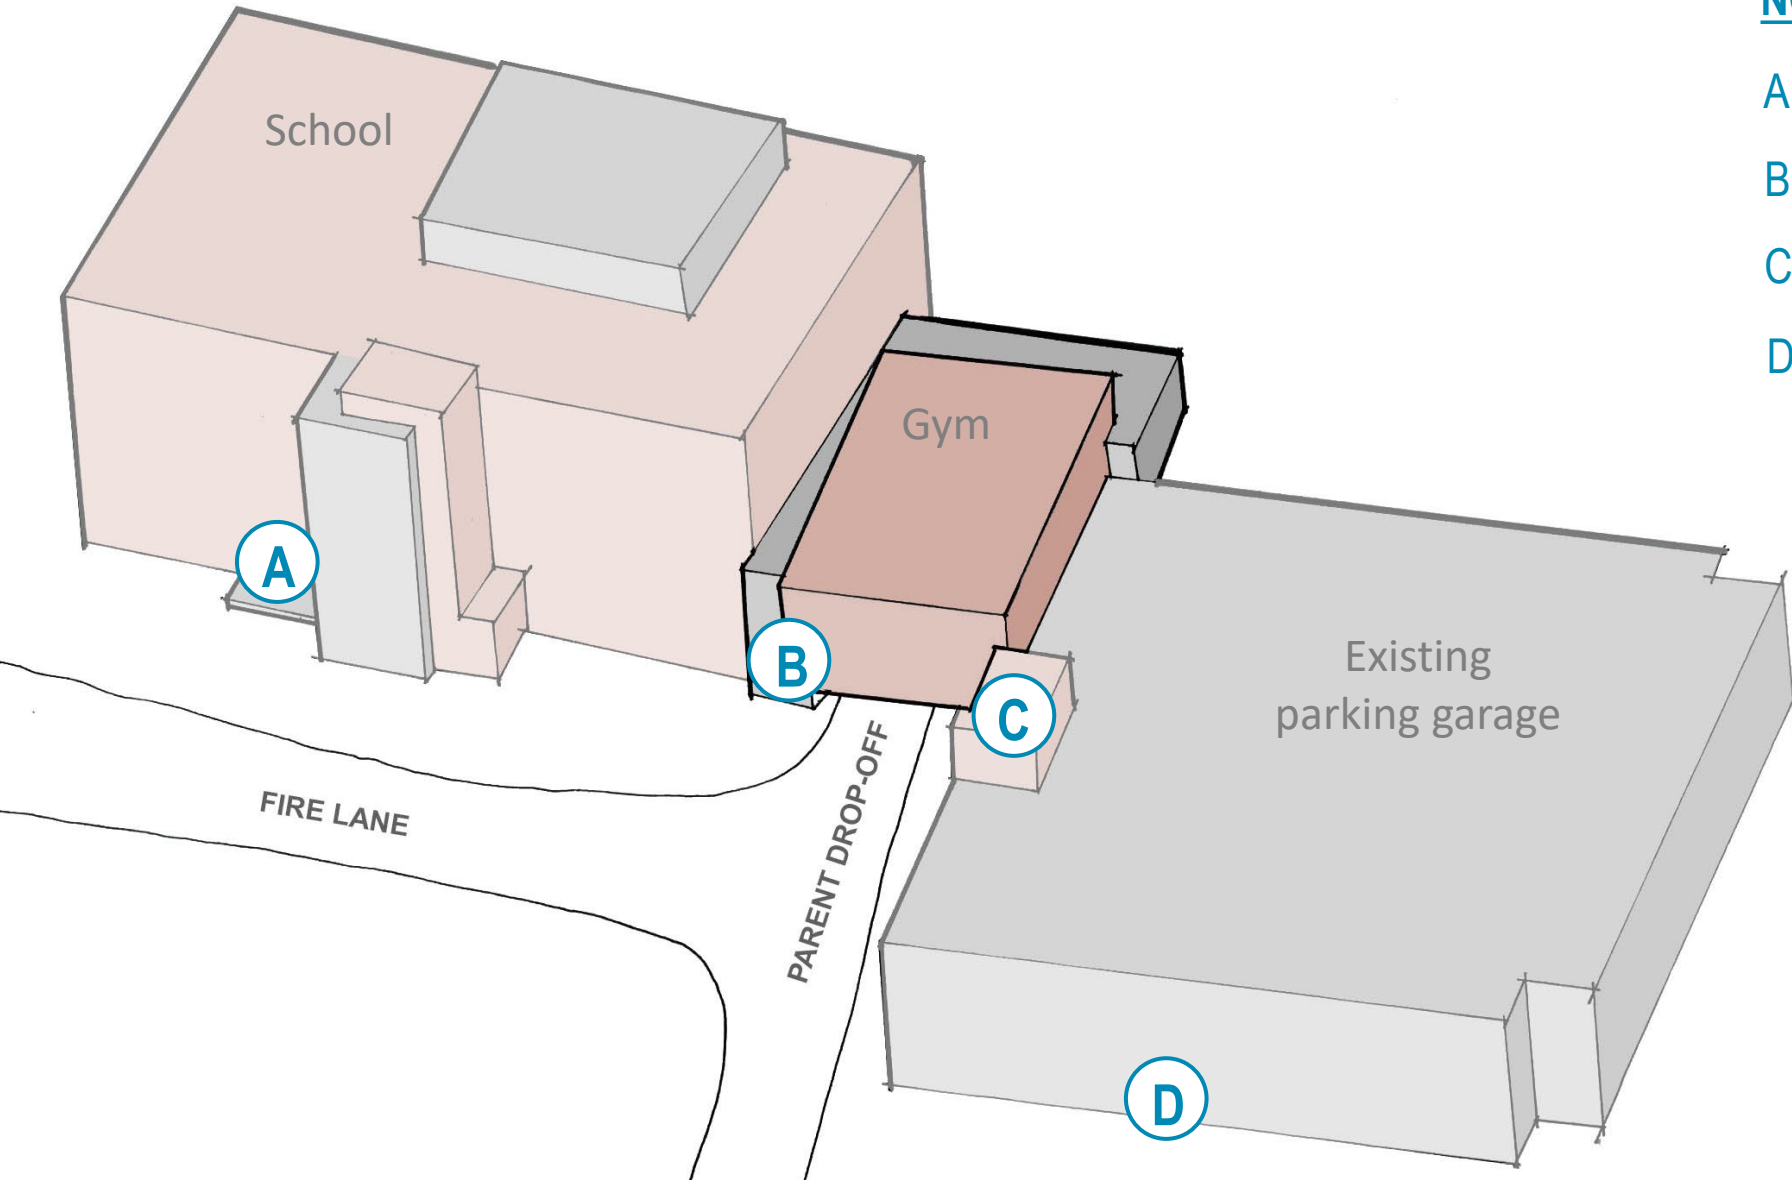 School
A
B
C
D
Gym
A
B
C
Existing
parking garage
FIRE LANE
PARENT DROP-OFF
D